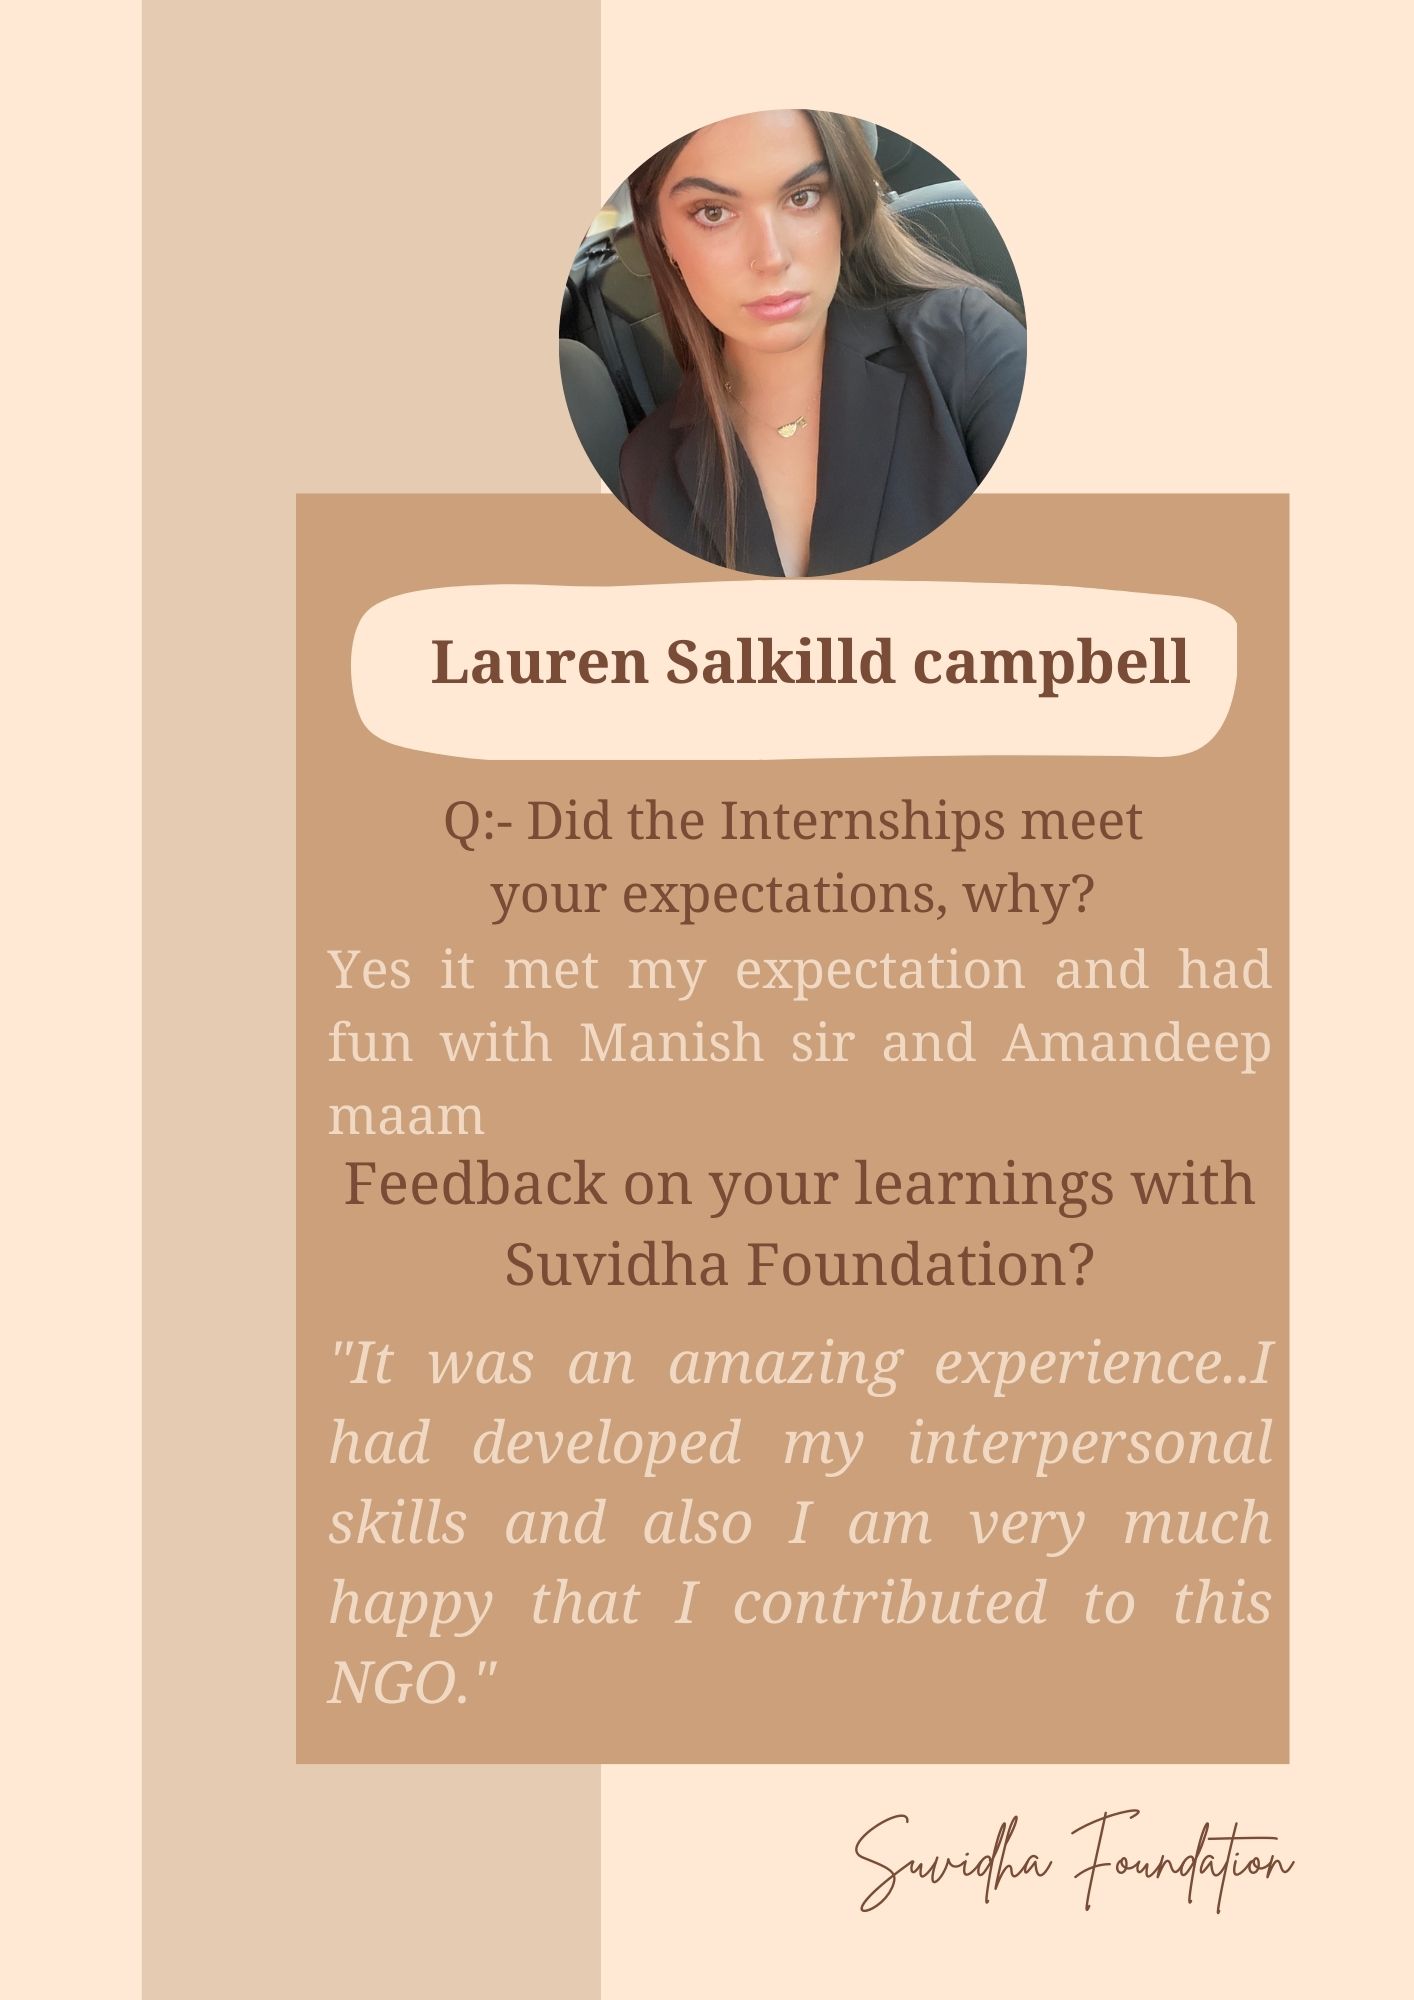 Lauren Salkilld campbell
Q:- Did the Internships meet
your expectations, why?
Yes it met my expectation and had
fun with Manish sir and Amandeep
maam
Feedback on your learnings with
Suvidha Foundation?
"It was an amazing experience..I
had developed my interpersonal
skills and also I am very much
happy that I contributed to this
NGO."
Suvidha Foundation